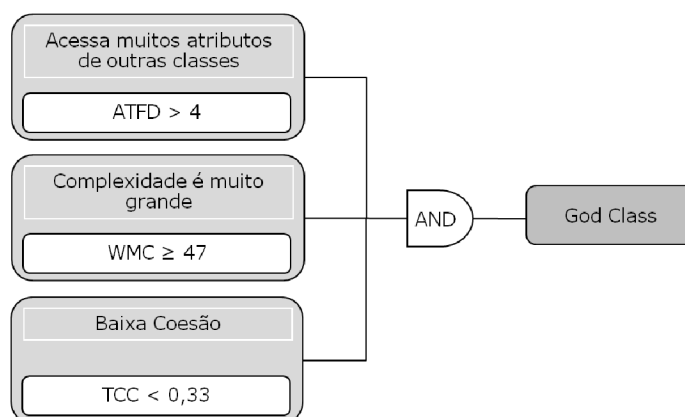 Acessa muitos atributos
de outras classes
ATFD > 4
Complexidade é muito
grande
WMC ≥ 47
Baixa Coesão
TCC < 0,33
AND
God Class